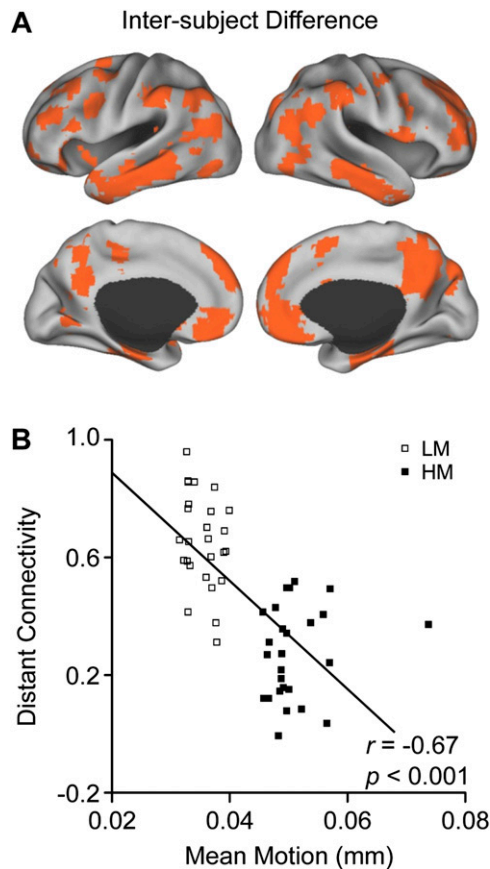 A
Inter-subject Difference
B
1.0
0.6
0.2
-0.2
Distant Connectivity
LM
HM
r = -0.67
p < 0.001
0.02 0.04 0.06 0.08
Mean Motion (mm)